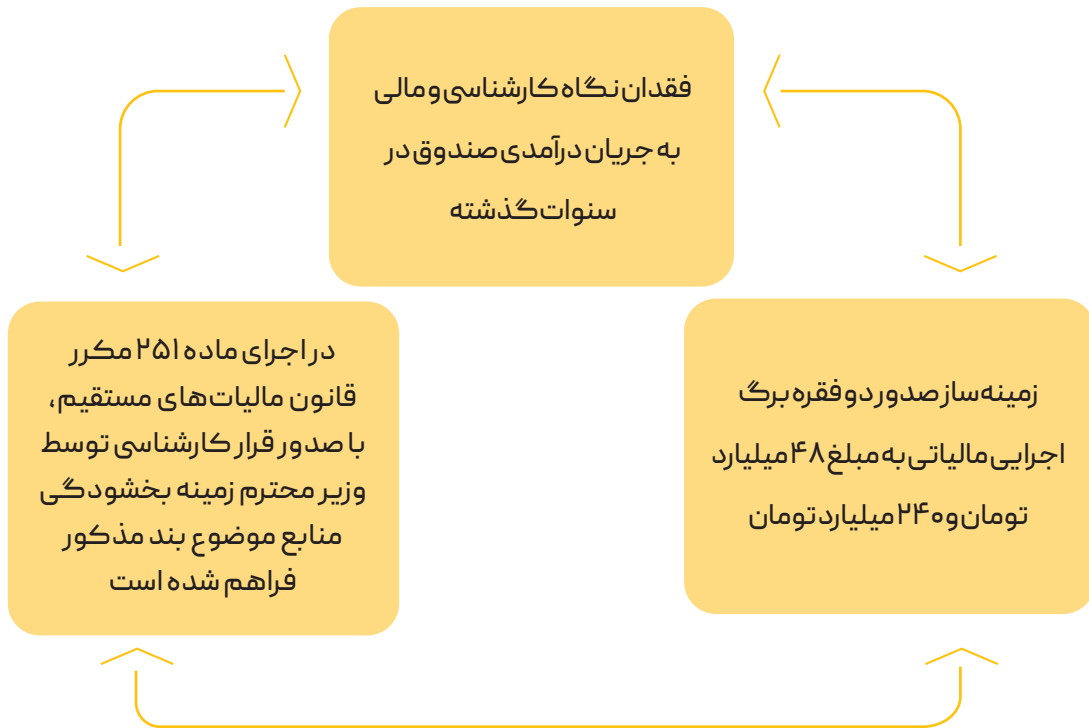 فقدان نگاه کارشناسی و مالی
به جریان درآمدی صندوق در
سنوات گذشته
زمینه‌ساز صدور دو فقره برگ
اجرایی مالیاتی به مبلغ ۴۸ میلیارد
تومان و ۲۴۰ میلیارد تومان
در اجرای ماده ۲۵۱ مکرر
قانون مالیات‌های مستقیم،
با صدور قرار کارشناسی توسط
وزیر محترم زمینه بخشودگی
منابع موضوع بند مذکور
فراهم شده است